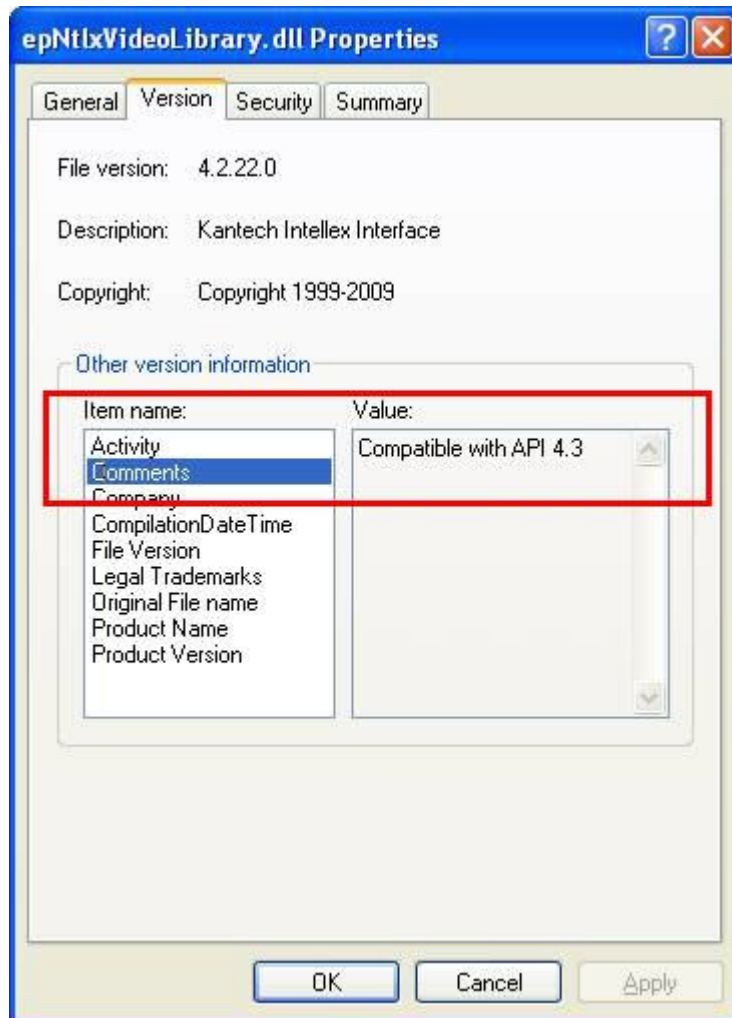 epNtlxVideoLibrary.dll Properties
General Version Security Summary
File version: 4.2.22.0
Description: Kantech Intellex Interface
Copyright: Copyright 1999-2009
Other version information
Item name: Value:
Activity Compatible with API 4.3
Comments
Company
CompilationDateTime
File Version
Legal Trademarks
Original File name
Product Name
Product Version
OK Cancel Apply